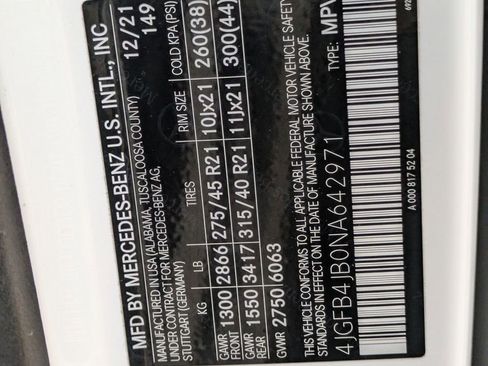 MFD BY MERCEDES-BENZ U.S. INTL., INC
MANUFACTURED IN USA (ALABAMA, TUSCALOOSA COUNTY) 12/21
UNDER CONTRACT FOR MERCEDES-BENZ AG, 149
STUTTGART (GERMANY)
KG LB TIRES RIM SIZE COLD KPA (PSI)
GAWR FRONT 1300 2866 275/45 R21 10Jx21 260(38)
GAWR REAR 1550 3417 315/40 R21 11Jx21 300(44)
GVWR 2750 6063
THIS VEHICLE CONFORMS TO ALL APPLICABLE FEDERAL MOTOR VEHICLE SAFETY
STANDARDS IN EFFECT ON THE DATE OF MANUFACTURE SHOWN ABOVE.
4JGFB4JB0NA642971 TYPE: MPV
A 000 817 52 04